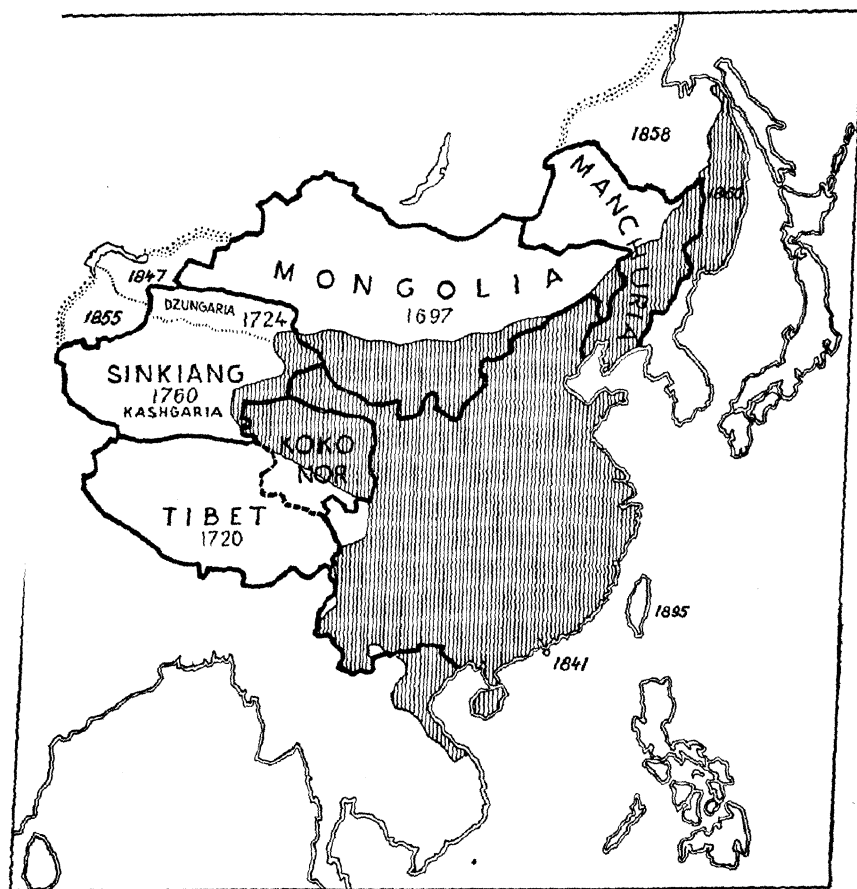 1858
MANCHURIA
1860
MONGOLIA
1697
1847
DZUNGARIA 1724
1855
SINKIANG
1760
KASHGARIA
KOKO
NOR
TIBET
1720
1895
1841